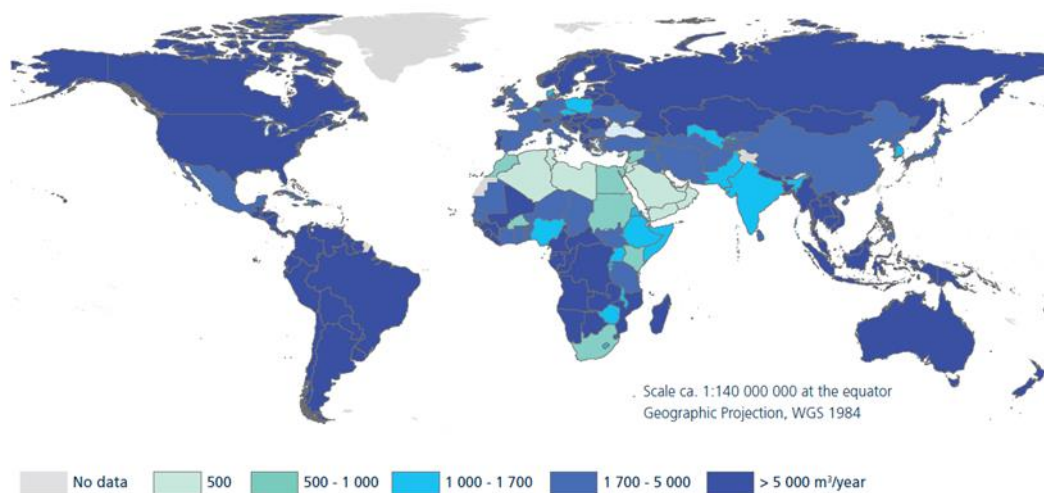 . Scale ca. 1:140 000 000 at the equator
Geographic Projection, WGS 1984
No data 500 500 - 1 000 1 000 - 1 700 1 700 - 5 000 > 5 000 m³/year